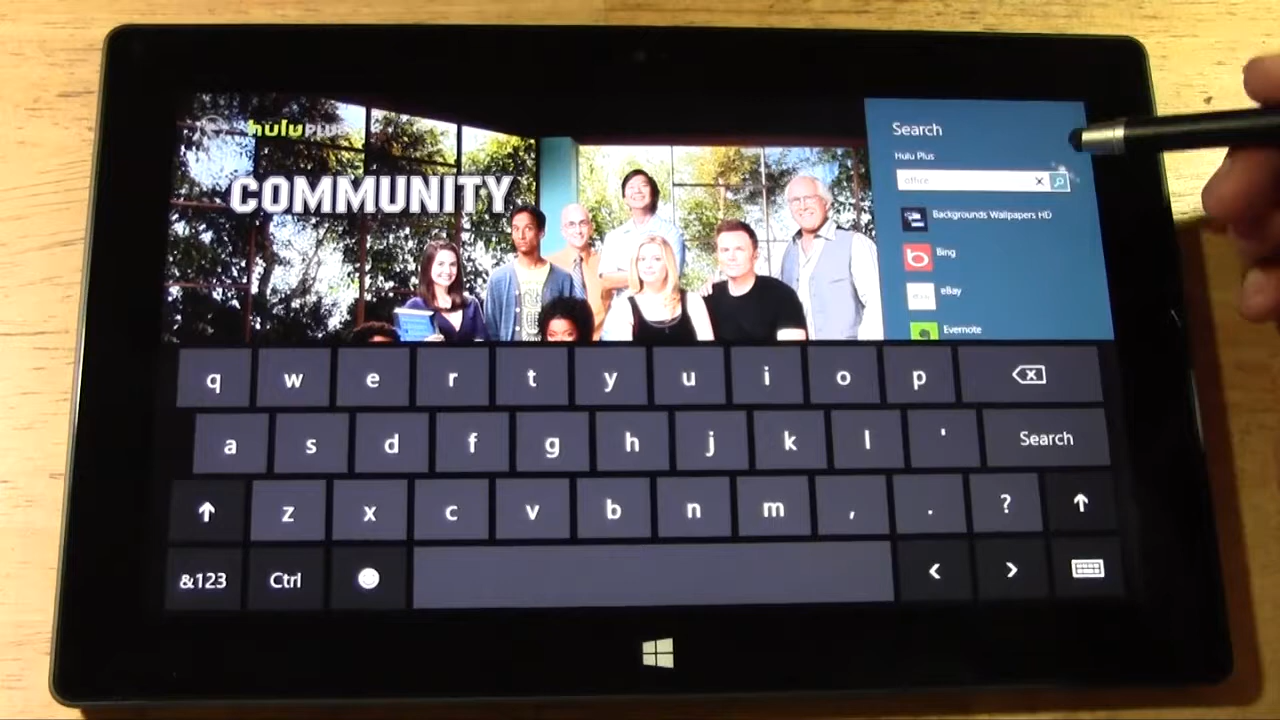 hulu PLUS
COMMUNITY
Search
Hulu Plus
office
Backgrounds Wallpapers HD
Bing
eBay
Evernote
q w e r t y u i o p
a s d f g h j k l ' Search
z x c v b n m , . ?
&123 Ctrl < >